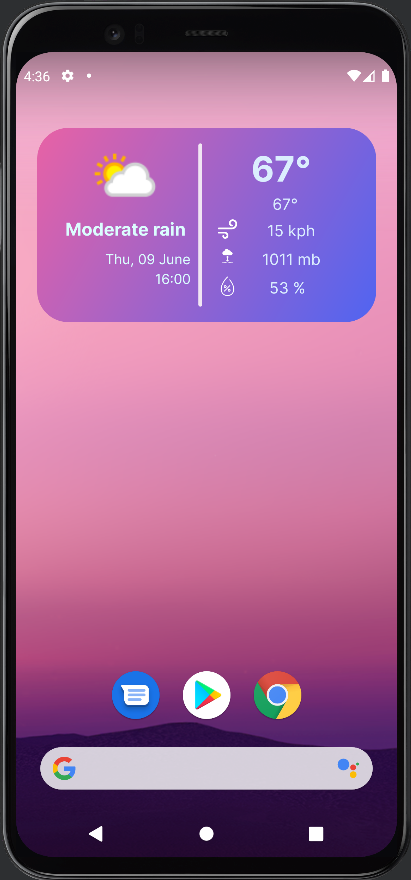 4:36
Moderate rain
Thu, 09 June
16:00
67°
67°
15 kph
1011 mb
53 %